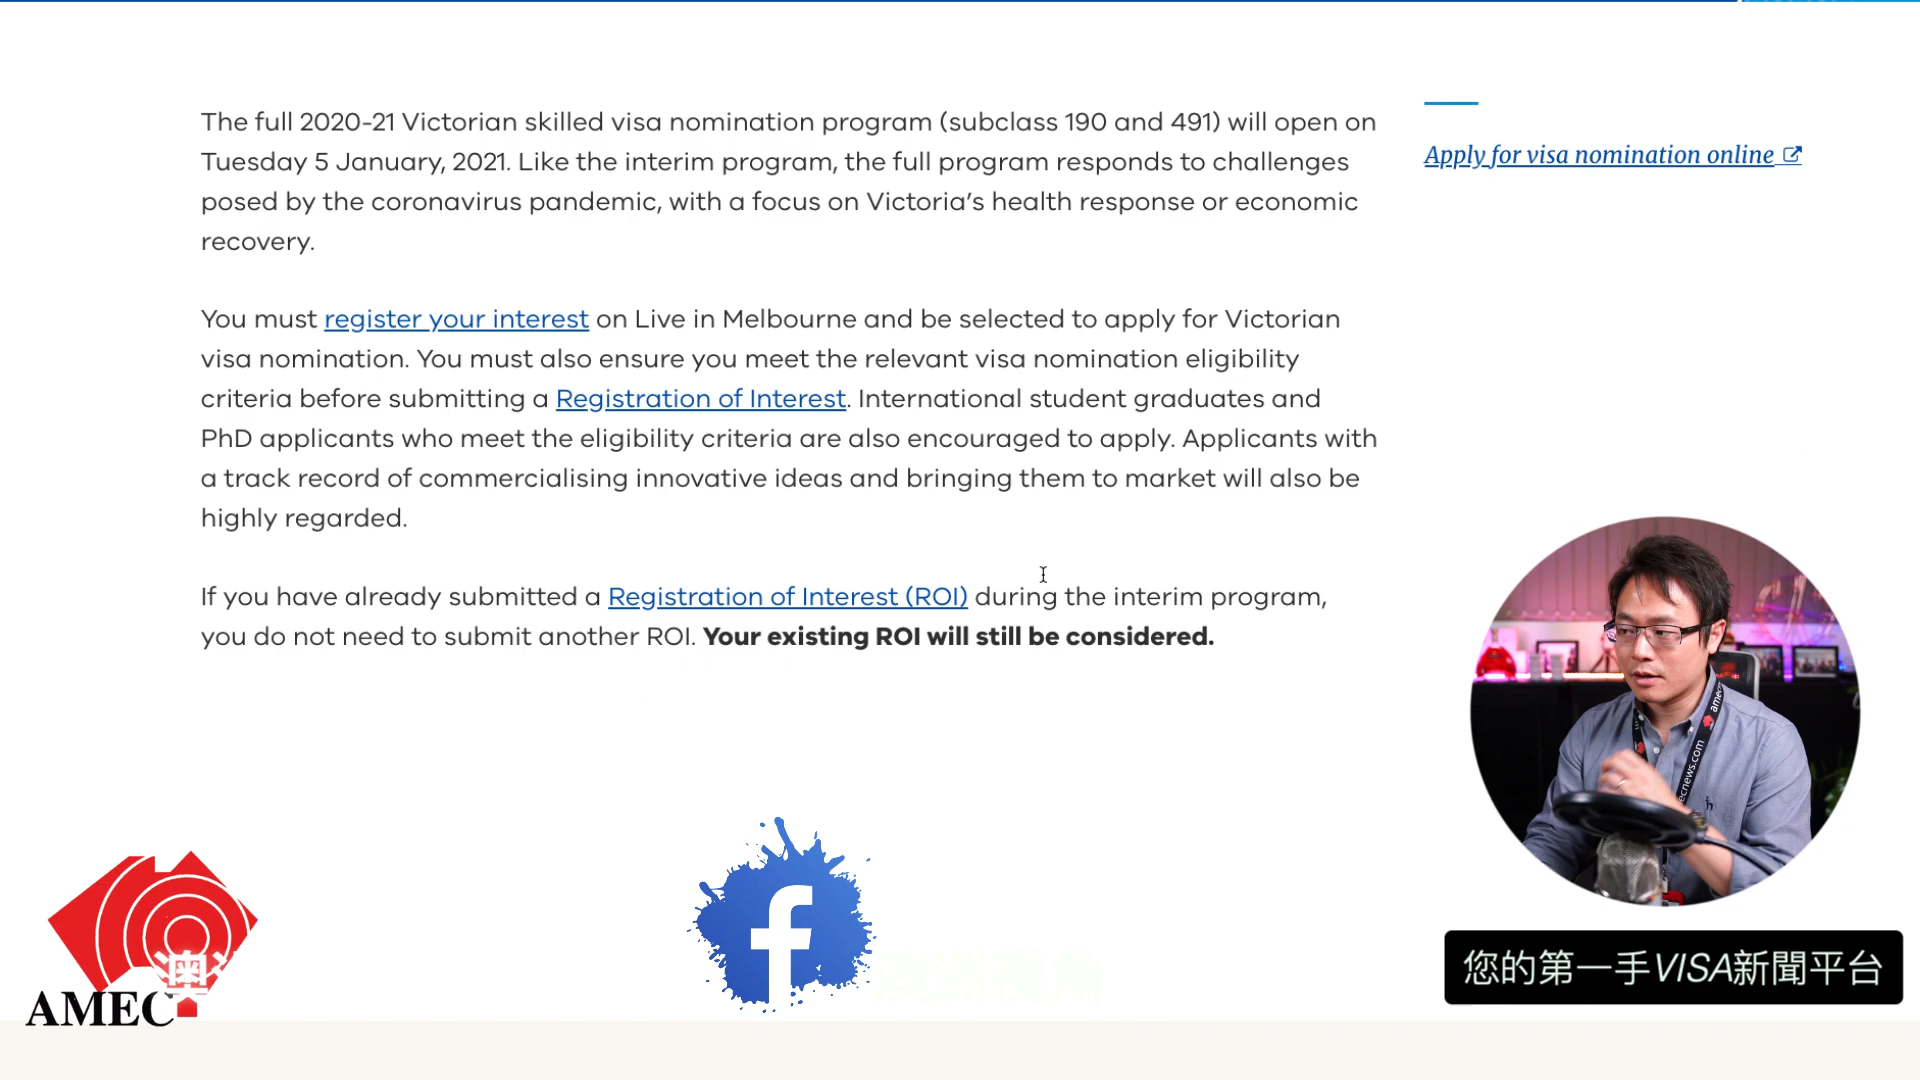 The full 2020-21 Victorian skilled visa nomination program (subclass 190 and 491) will open on
Tuesday 5 January, 2021. Like the interim program, the full program responds to challenges
posed by the coronavirus pandemic, with a focus on Victoria’s health response or economic
recovery.
Apply for visa nomination online
You must register your interest on Live in Melbourne and be selected to apply for Victorian
visa nomination. You must also ensure you meet the relevant visa nomination eligibility
criteria before submitting a Registration of Interest. International student graduates and
PhD applicants who meet the eligibility criteria are also encouraged to apply. Applicants with
a track record of commercialising innovative ideas and bringing them to market will also be
highly regarded.
If you have already submitted a Registration of Interest (ROI) during the interim program,
you do not need to submit another ROI. Your existing ROI will still be considered.
f
澳
AMEC
您的第一手VISA新聞平台